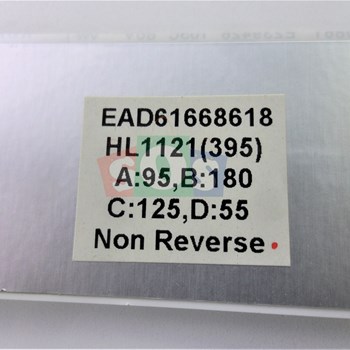 EAD61668618
HL1121(395)
A:95,B:180
C:125,D:55
Non Reverse.